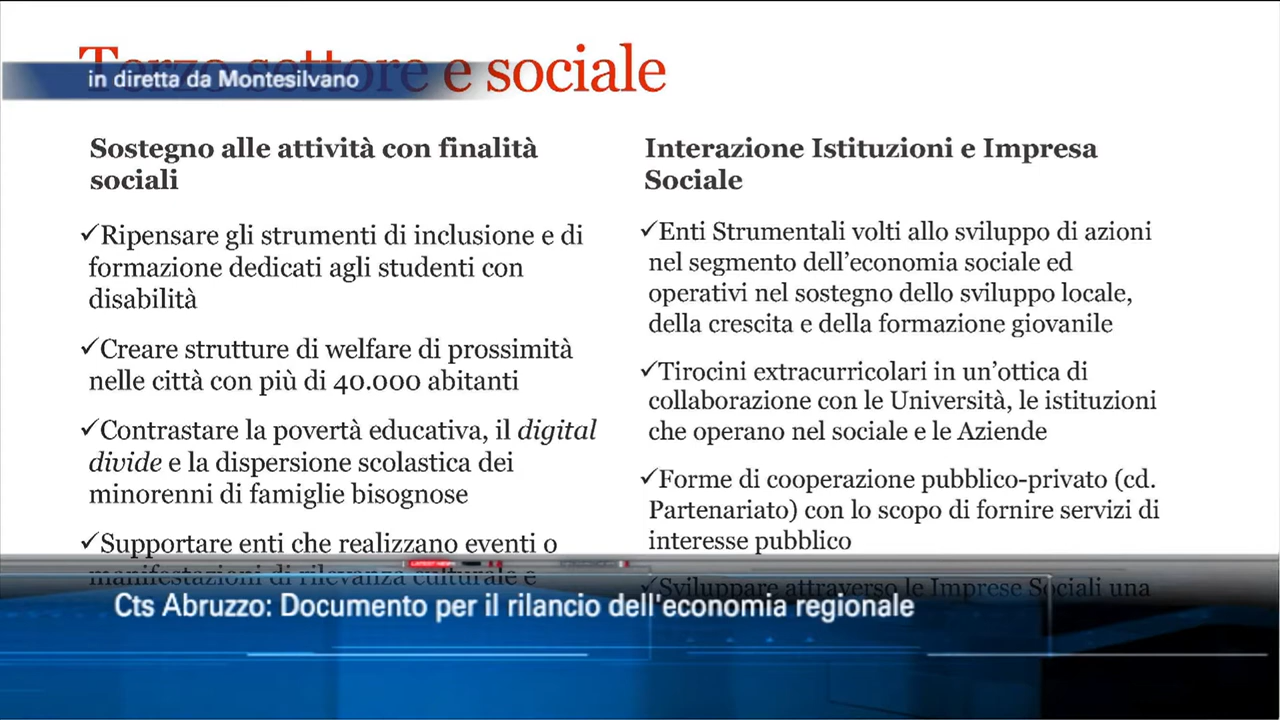 Terzo settore e sociale
in diretta da Montesilvano
Sostegno alle attività con finalità
sociali
✓Ripensare gli strumenti di inclusione e di
formazione dedicati agli studenti con
disabilità
✓Creare strutture di welfare di prossimità
nelle città con più di 40.000 abitanti
✓Contrastare la povertà educativa, il digital
divide e la dispersione scolastica dei
minorenni di famiglie bisognose
✓Supportare enti che realizzano eventi o
manifestazioni di rilevanza culturale e
Interazione Istituzioni e Impresa
Sociale
✓Enti Strumentali volti allo sviluppo di azioni
nel segmento dell'economia sociale ed
operativi nel sostegno dello sviluppo locale,
della crescita e della formazione giovanile
✓Tirocini extracurricolari in un'ottica di
collaborazione con le Università, le istituzioni
che operano nel sociale e le Aziende
✓Forme di cooperazione pubblico-privato (cd.
Partenariato) con lo scopo di fornire servizi di
interesse pubblico
✓Sviluppare attraverso le Imprese Sociali una
LATEST NEWS
Cts Abruzzo: Documento per il rilancio dell'economia regionale